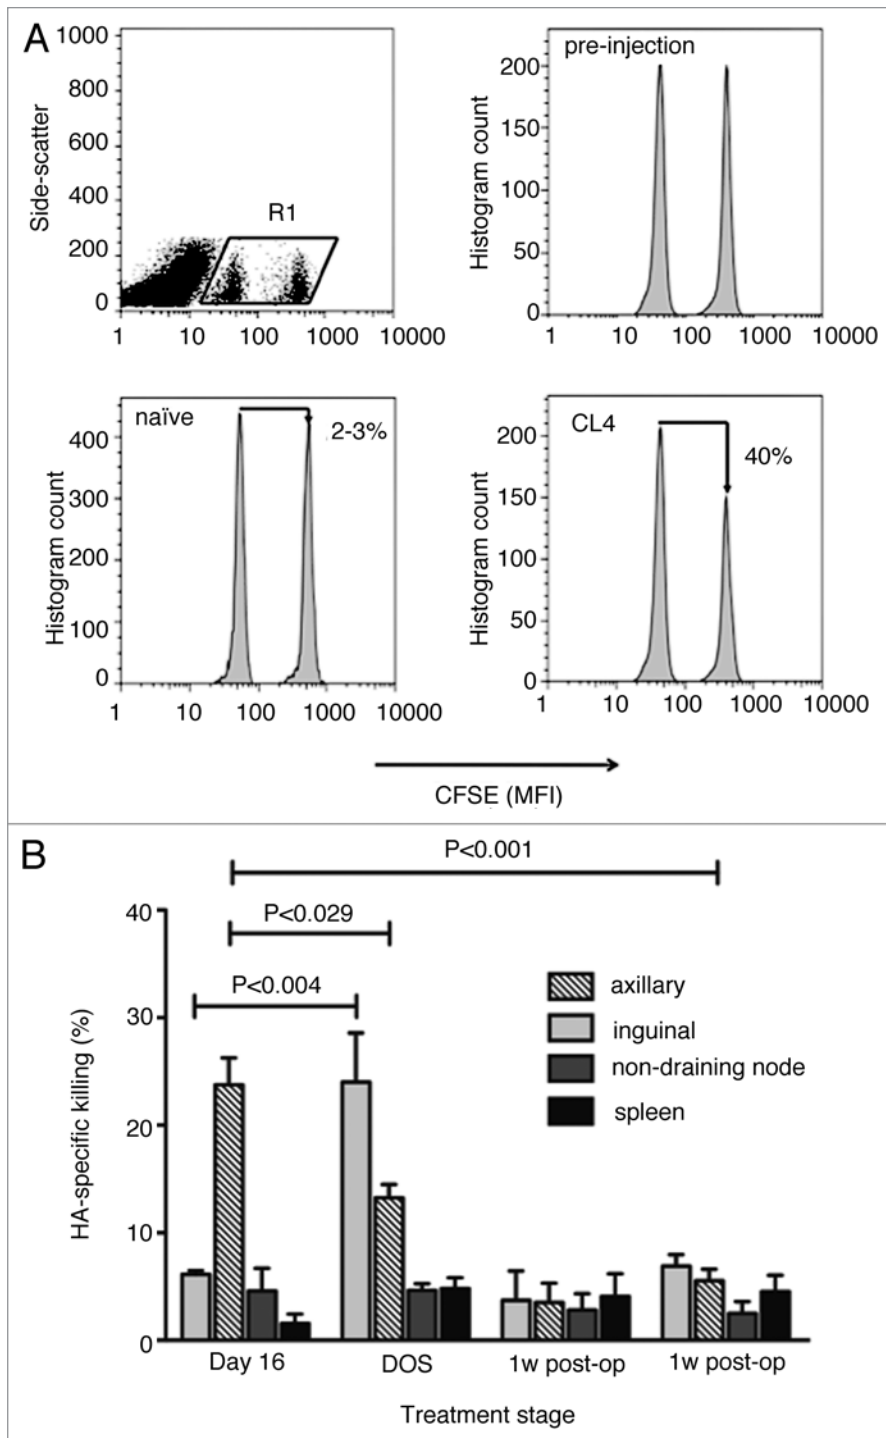 A
1000
800
600
400
200
0
Side-scatter
R1
1 10 100 1000 10000
pre-injection
200
150
100
50
0
Histogram count
1 10 100 1000 10000
naïve
2-3%
400
300
200
100
0
Histogram count
1 10 100 1000 10000
CL4
40%
200
150
100
50
0
Histogram count
1 10 100 1000 10000
CFSE (MFI)
B
P<0.001
P<0.029
P<0.004
40
30
20
10
0
HA-specific killing (%)
axillary
inguinal
non-draining node
spleen
Day 16 DOS 1w post-op 1w post-op
Treatment stage